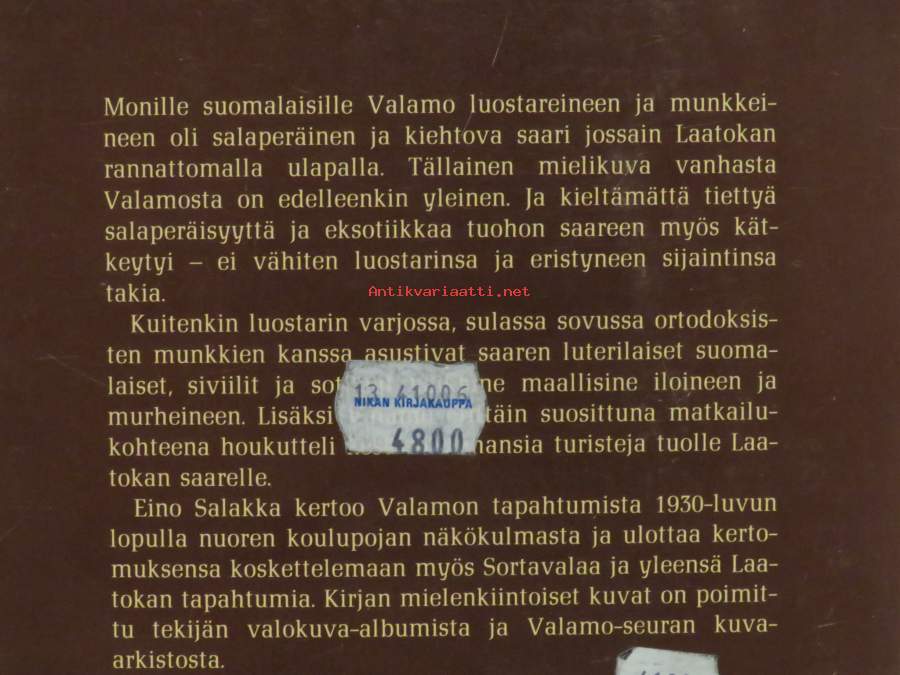 Monille suomalaisille Valamo luostareineen ja munkkei-
neen oli salaperäinen ja kiehtova saari jossain Laatokan
rannattomalla ulapalla. Tällainen mielikuva vanhasta
Valamosta on edelleenkin yleinen. Ja kieltämättä tiettyä
salaperäisyyttä ja eksotiikkaa tuohon saareen myös kät-
keytyi – ei vähiten luostarinsa ja eristyneen sijaintinsa
takia.
Antikvariaatti.net
Kuitenkin luostarin varjossa, sulassa sovussa ortodoksis-
ten munkkien kanssa asustivat saaren luterilaiset suoma-
laiset, siviilit ja maallisine iloineen ja
13 41006
NIKAN KIRJAKAUPPA
murheineen. Lisäksi suosittuna matkailu-
4800
kohteena houkutteli turisteja tuolle Laa-
tokan saarelle.
Eino Salakka kertoo Valamon tapahtumista 1930-luvun
lopulla nuoren koulupojan näkökulmasta ja ulottaa kerto-
muksensa koskettelemaan myös Sortavalaa ja yleensä Laa-
tokan tapahtumia. Kirjan mielenkiintoiset kuvat on poimit-
tu tekijän valokuva-albumista ja Valamo-seuran kuva-
arkistosta.